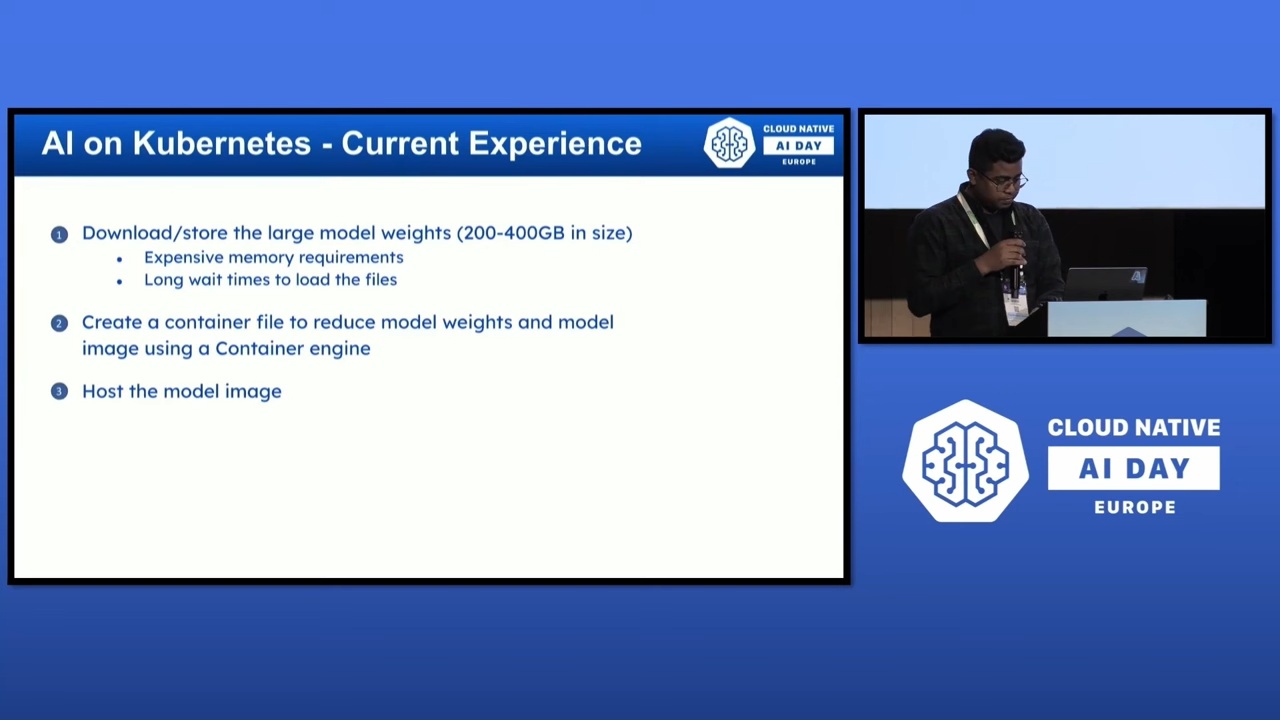 AI on Kubernetes - Current Experience
CLOUD NATIVE
AI DAY
EUROPE
1 Download/store the large model weights (200-400GB in size)
• Expensive memory requirements
• Long wait times to load the files
2 Create a container file to reduce model weights and model
image using a Container engine
3 Host the model image
CLOUD NATIVE
AI DAY
EUROPE